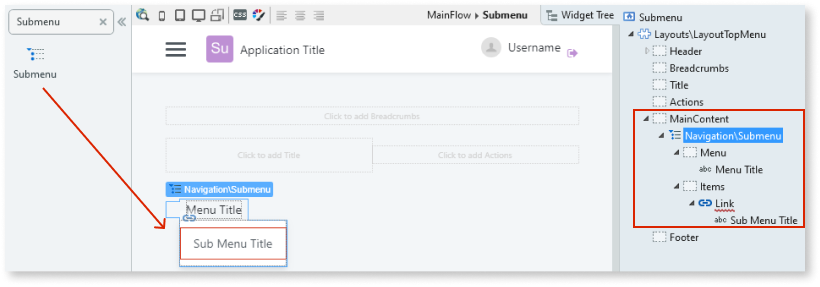 Submenu
Submenu
MainFlow ▸ Submenu
Widget Tree
Su
Application Title
Username
Click to add Breadcrumbs
Click to add Title
Click to add Actions
Navigation\Submenu
Menu Title
Sub Menu Title
Submenu
Layouts\LayoutTopMenu
Header
Breadcrumbs
Title
Actions
MainContent
Navigation\Submenu
Menu
abc Menu Title
Items
Link
abc Sub Menu Title
Footer
CSS